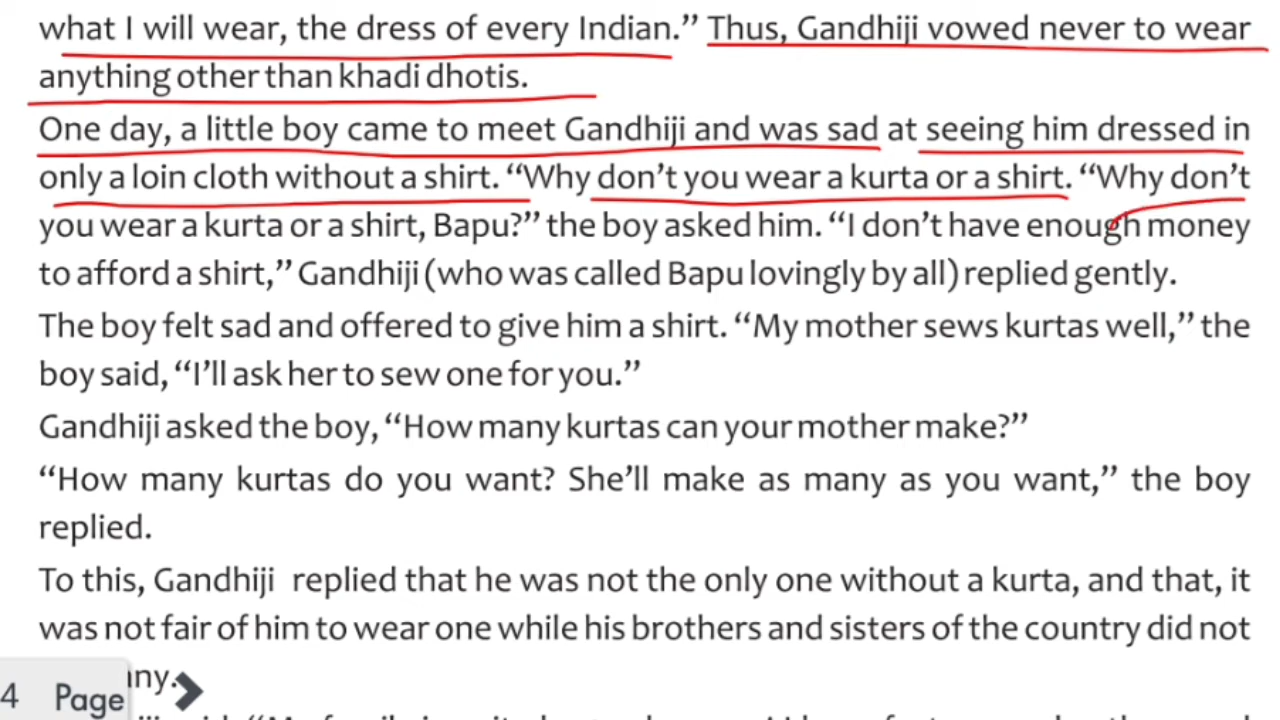 what I will wear, the dress of every Indian.” Thus, Gandhiji vowed never to wear
anything other than khadi dhotis.
One day, a little boy came to meet Gandhiji and was sad at seeing him dressed in
only a loin cloth without a shirt. “Why don’t you wear a kurta or a shirt. “Why don’t
you wear a kurta or a shirt, Bapu?” the boy asked him. “I don’t have enough money
to afford a shirt,” Gandhiji (who was called Bapu lovingly by all) replied gently.
The boy felt sad and offered to give him a shirt. “My mother sews kurtas well,” the
boy said, “I’ll ask her to sew one for you.”
Gandhiji asked the boy, “How many kurtas can your mother make?”
“How many kurtas do you want? She’ll make as many as you want,” the boy
replied.
To this, Gandhiji replied that he was not the only one without a kurta, and that, it
was not fair of him to wear one while his brothers and sisters of the country did not
4 Page